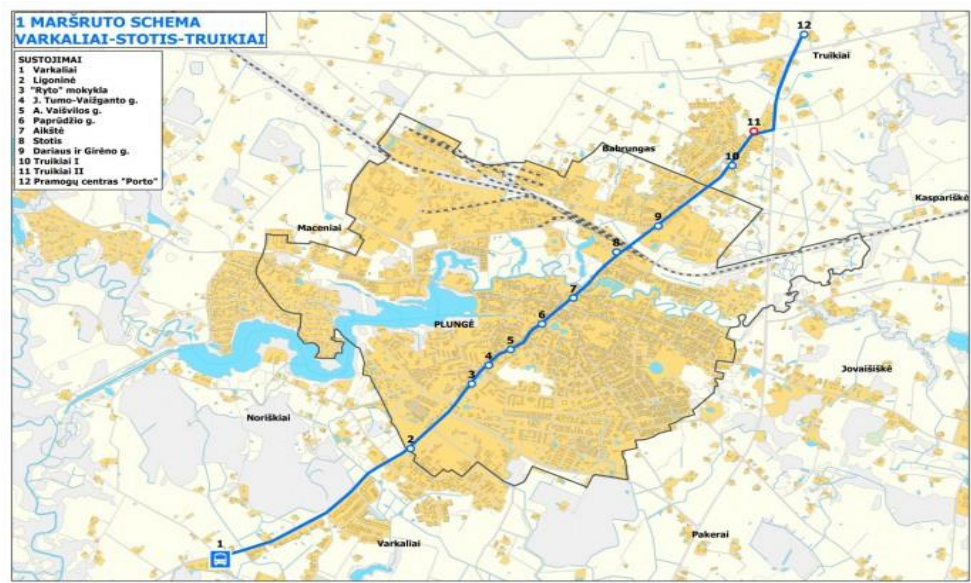 1 MARŠRUTO SCHEMA
VARKALIAI-STOTIS-TRUIKIAI
SUSTOJIMAI
1 Varkaliai
2 Ligoninė
3 "Ryto" mokykla
4 J. Tumo-Vaižganto g.
5 A. Vaišvilos g.
6 Paprūdžio g.
7 Aikštė
8 Stotis
9 Dariaus ir Girėno g.
10 Truikiai I
11 Truikiai II
12 Pramogų centras "Porto"
12
Truikiai
11
Babrungas
10
Kaspariškė
9
Maceniai
8
7
PLUNGĖ
6
5
4
Jovaišiškė
3
Noriškiai
2
1
Varkaliai
Pakerai